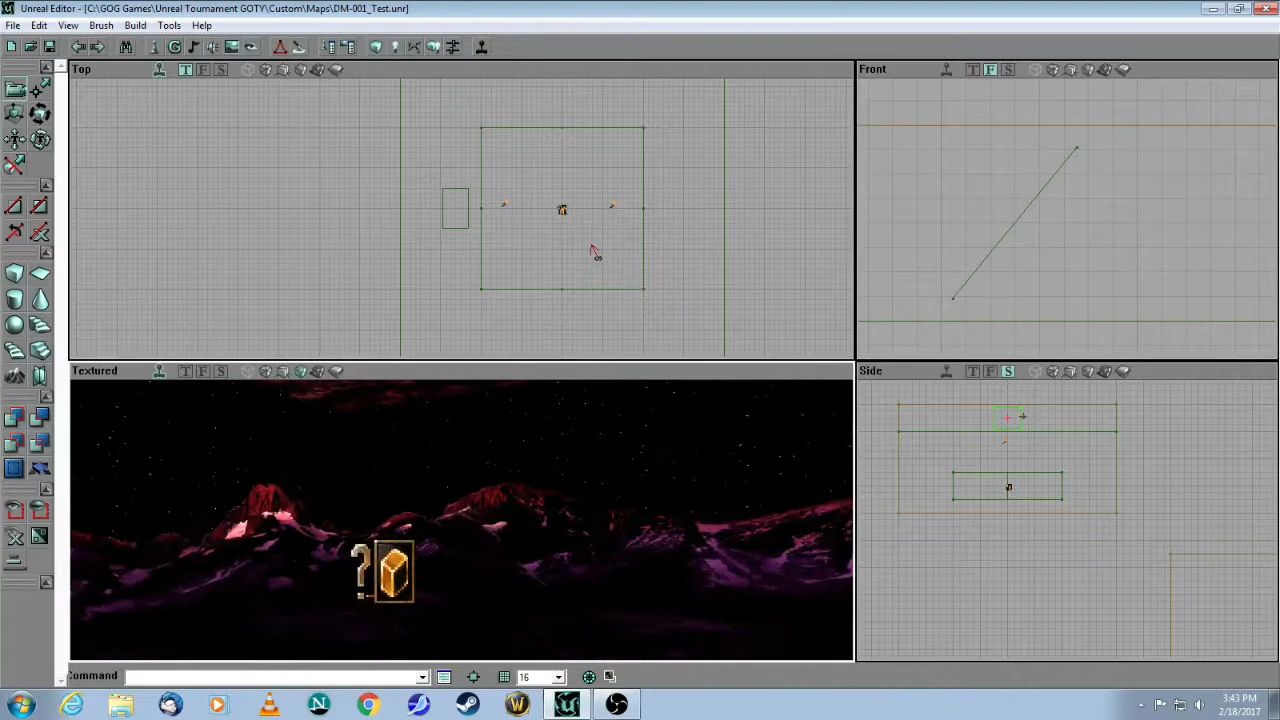 Unreal Editor - [C:\GOG Games\Unreal Tournament GOTY\Custom\Maps\DM-001_Test.unr]
File Edit View Brush Build Tools Help
Top T F S
Front T F S
Textured T F S
Side T F S
?
Command 16
3:43 PM
2/18/2017